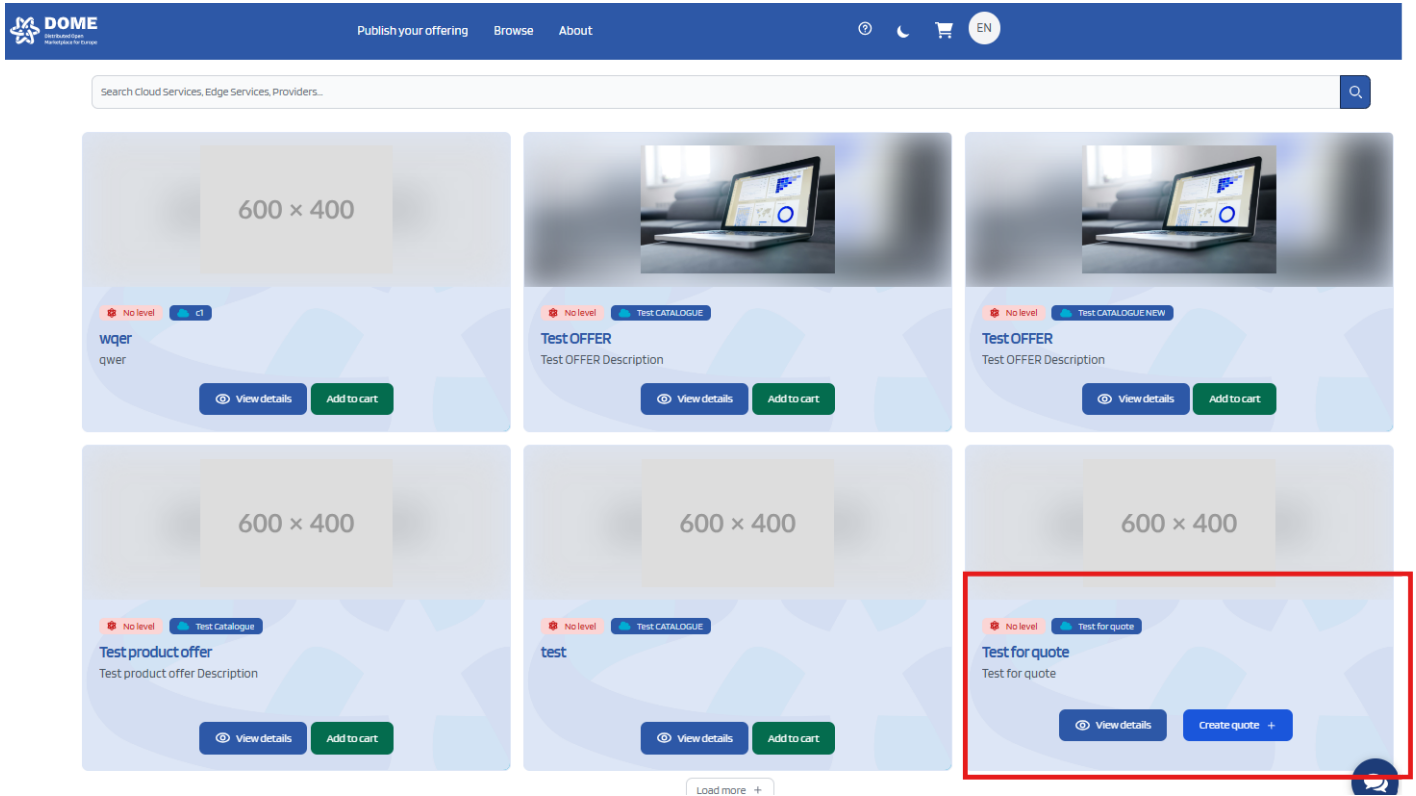 DOME
Distributed Open
Marketplace for Europe
Publish your offering Browse About
EN
Search Cloud Services, Edge Services, Providers...
600 × 400
No level c1
wqer
qwer
View details Add to cart
No level Test CATALOGUE
Test OFFER
Test OFFER Description
View details Add to cart
No level Test CATALOGUE NEW
Test OFFER
Test OFFER Description
View details Add to cart
600 × 400
No level Test Catalogue
Test product offer
Test product offer Description
View details Add to cart
600 × 400
No level Test CATALOGUE
test
View details Add to cart
600 × 400
No level Test for quote
Test for quote
Test for quote
View details Create quote +
Load more +